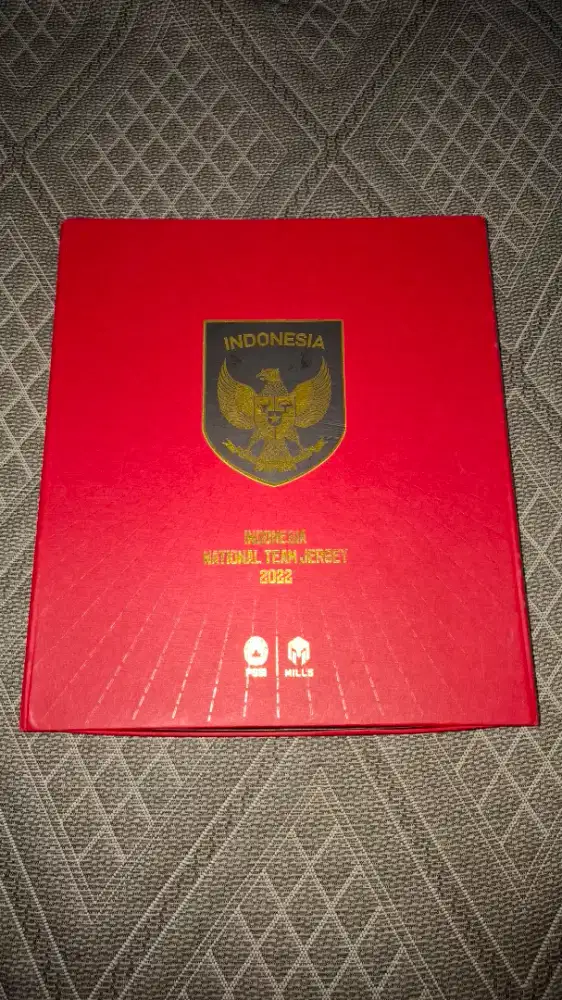 INDONESIA
INDONESIA
NATIONAL TEAM JERSEY
2022
PSSI
MILLS